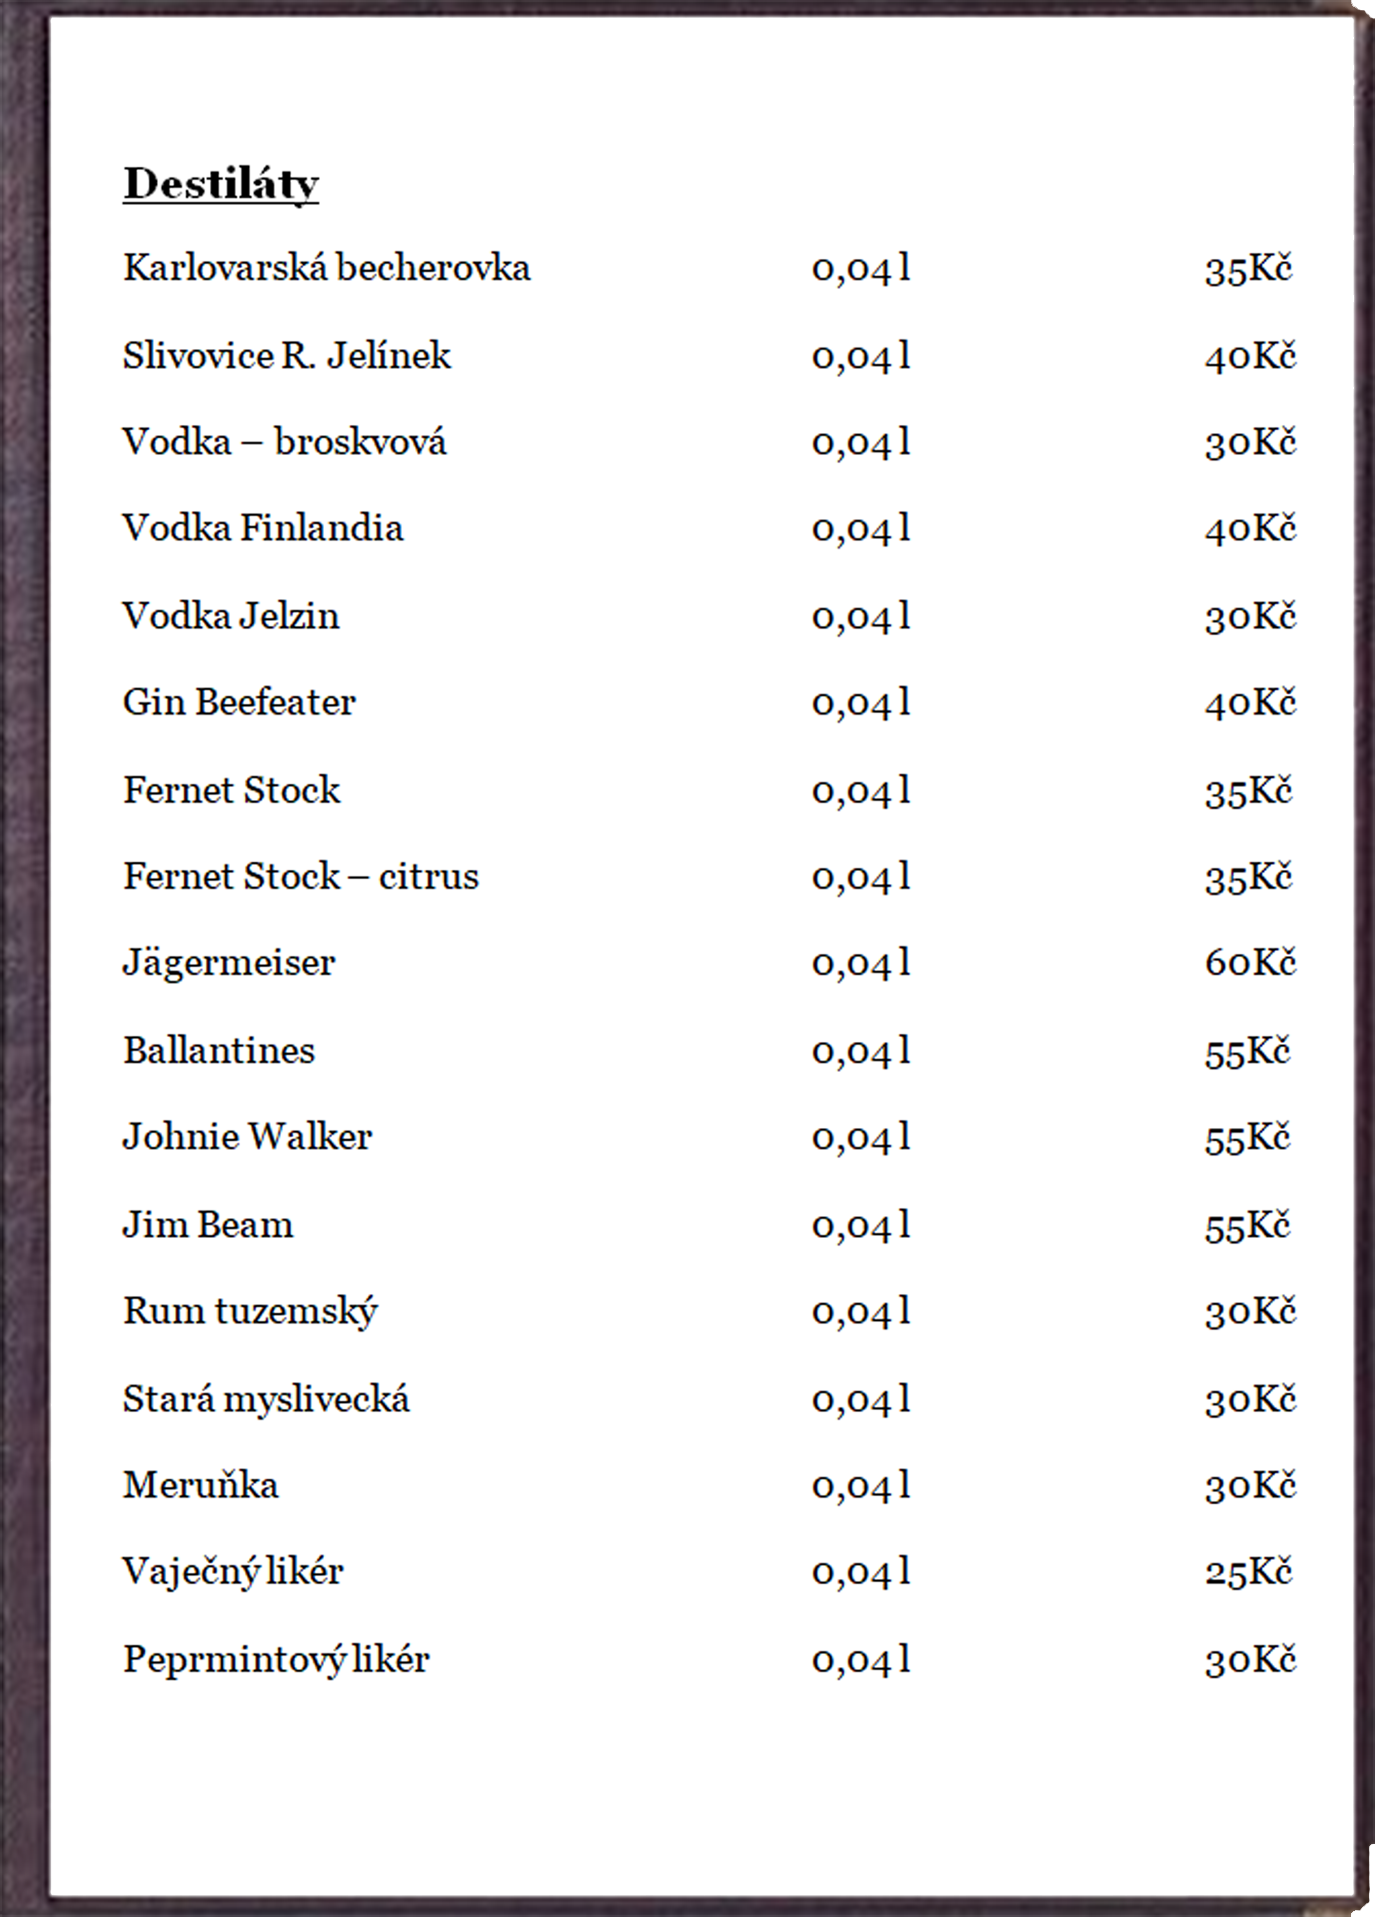 Destiláty
Karlovarská becherovka 0,04 l 35Kč
Slivovice R. Jelínek 0,04 l 40Kč
Vodka – broskvová 0,04 l 30Kč
Vodka Finlandia 0,04 l 40Kč
Vodka Jelzin 0,04 l 30Kč
Gin Beefeater 0,04 l 40Kč
Fernet Stock 0,04 l 35Kč
Fernet Stock – citrus 0,04 l 35Kč
Jägermeiser 0,04 l 60Kč
Ballantines 0,04 l 55Kč
Johnie Walker 0,04 l 55Kč
Jim Beam 0,04 l 55Kč
Rum tuzemský 0,04 l 30Kč
Stará myslivecká 0,04 l 30Kč
Meruňka 0,04 l 30Kč
Vaječný likér 0,04 l 25Kč
Peprmintový likér 0,04 l 30Kč